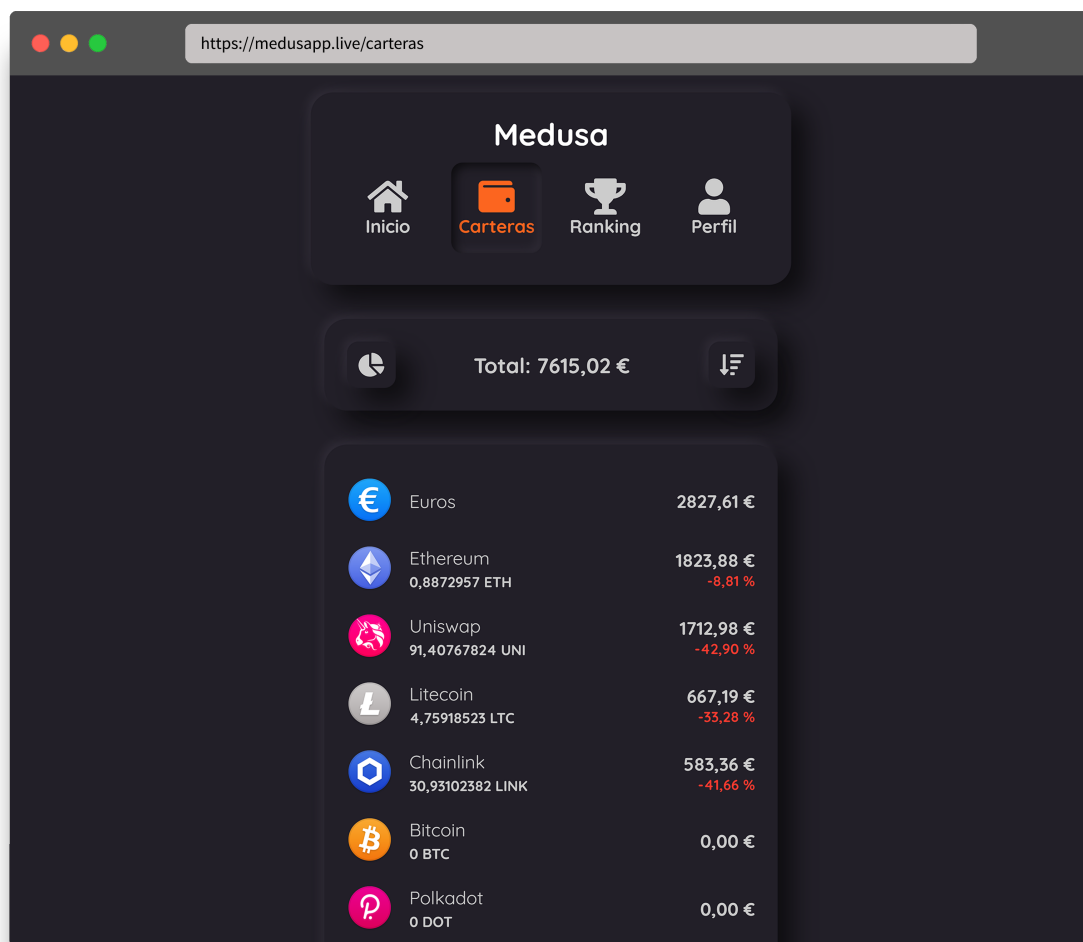 https://medusapp.live/carteras
Medusa
Inicio Carteras Ranking Perfil
Total: 7615,02 €
Euros 2827,61 €
Ethereum 1823,88 €
0,8872957 ETH -8,81 %
Uniswap 1712,98 €
91,40767824 UNI -42,90 %
Litecoin 667,19 €
4,75918523 LTC -33,28 %
Chainlink 583,36 €
30,93102382 LINK -41,66 %
Bitcoin 0,00 €
0 BTC
Polkadot 0,00 €
0 DOT